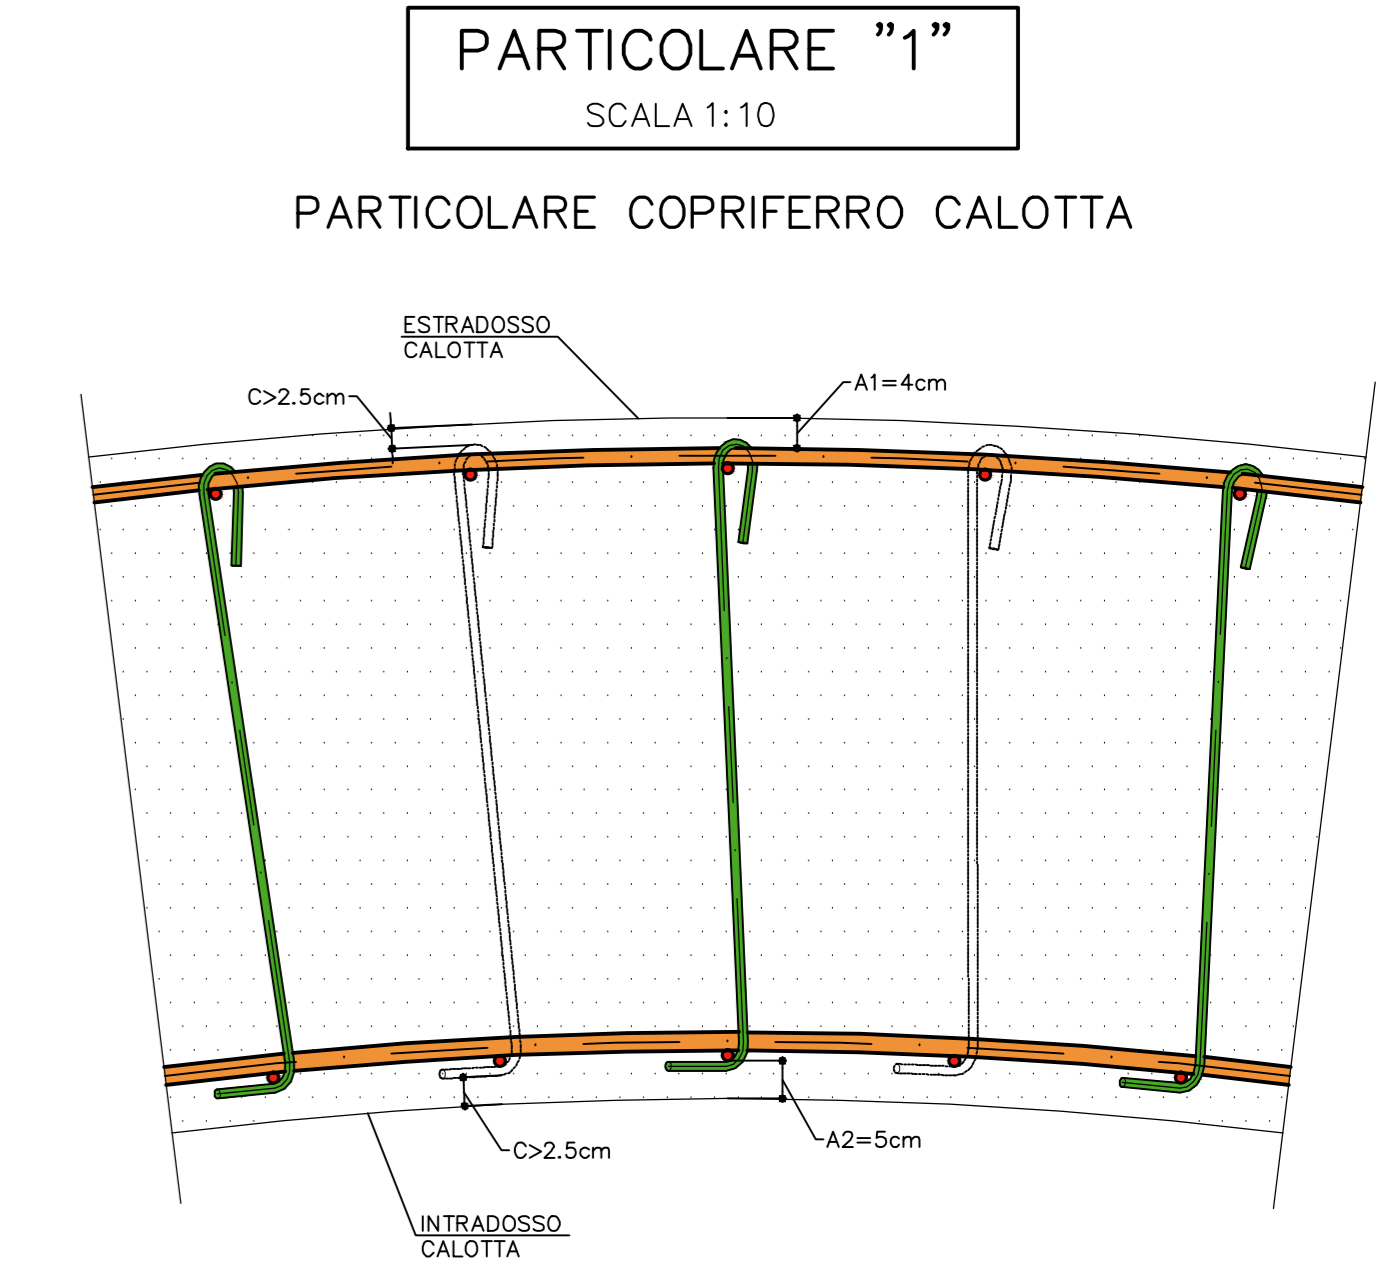 PARTICOLARE "1"
SCALA 1:10
PARTICOLARE COPRIFERRO CALOTTA
ESTRADOSSO
CALOTTA
C>2.5cm
A1=4cm
C>2.5cm
A2=5cm
INTRADOSSO
CALOTTA